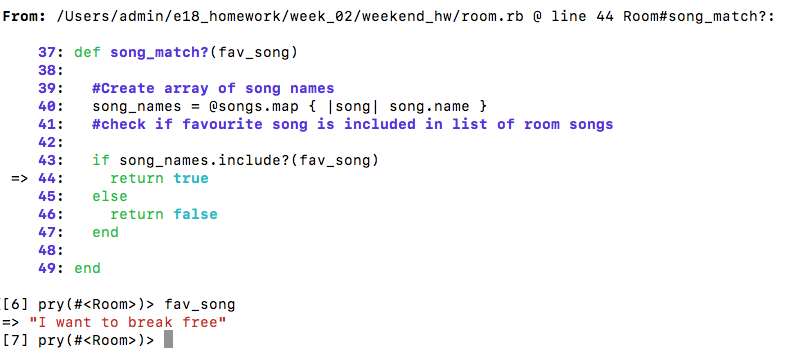 From: /Users/admin/e18_homework/week_02/weekend_hw/room.rb @ line 44 Room#song_match?:
37: def song_match?(fav_song)
38:
39: #Create array of song names
40: song_names = @songs.map { |song| song.name }
41: #check if favourite song is included in list of room songs
42:
43: if song_names.include?(fav_song)
=> 44: return true
45: else
46: return false
47: end
48:
49: end
[6] pry(#<Room>)> fav_song
=> "I want to break free"
[7] pry(#<Room>)>